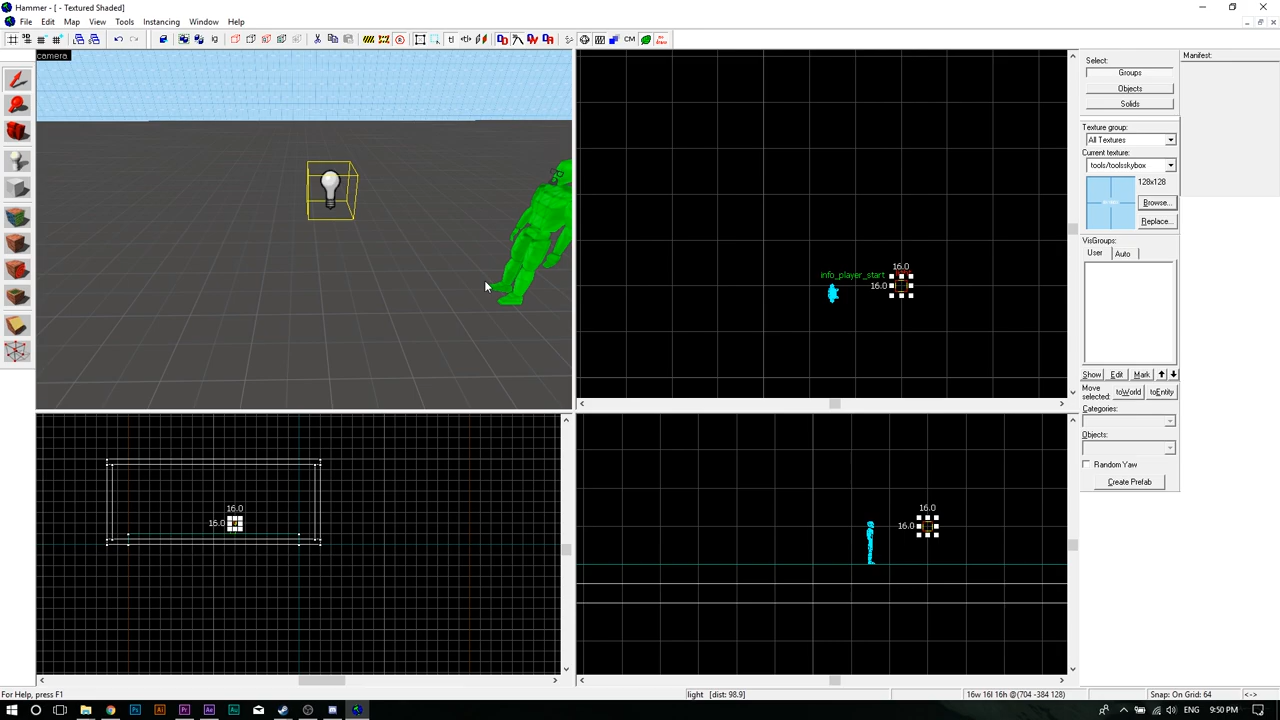 Hammer - [ - Textured Shaded]
File Edit Map View Tools Instancing Window Help
camera
info_player_start
16.0
16.0
16.0
16.0
16.0
16.0
Select:
Groups
Objects
Solids
Texture group:
All Textures
Current texture:
tools/toolsskybox
128x128
Browse...
Replace...
VisGroups:
User
Auto
Show
Edit
Mark
Move selected:
toWorld
toEntity
Categories:
Objects:
Random Yaw
Create Prefab
Manifest:
For Help, press F1
light [dist: 98.9]
16w 16l 16h @(704 -384 128)
Snap: On Grid: 64
<->
9:50 PM